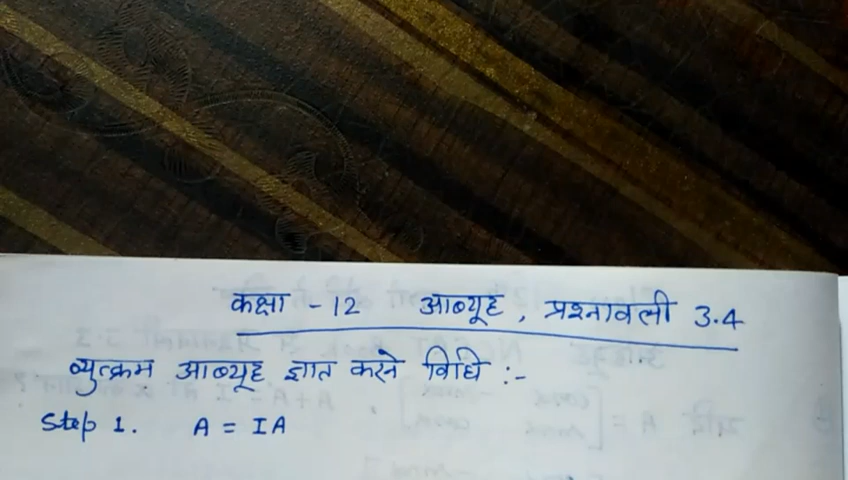 कक्षा - 12 आव्यूह, प्रश्नावली 3.4
व्युत्क्रम आव्यूह ज्ञात करने विधि :-
Step 1. A = IA